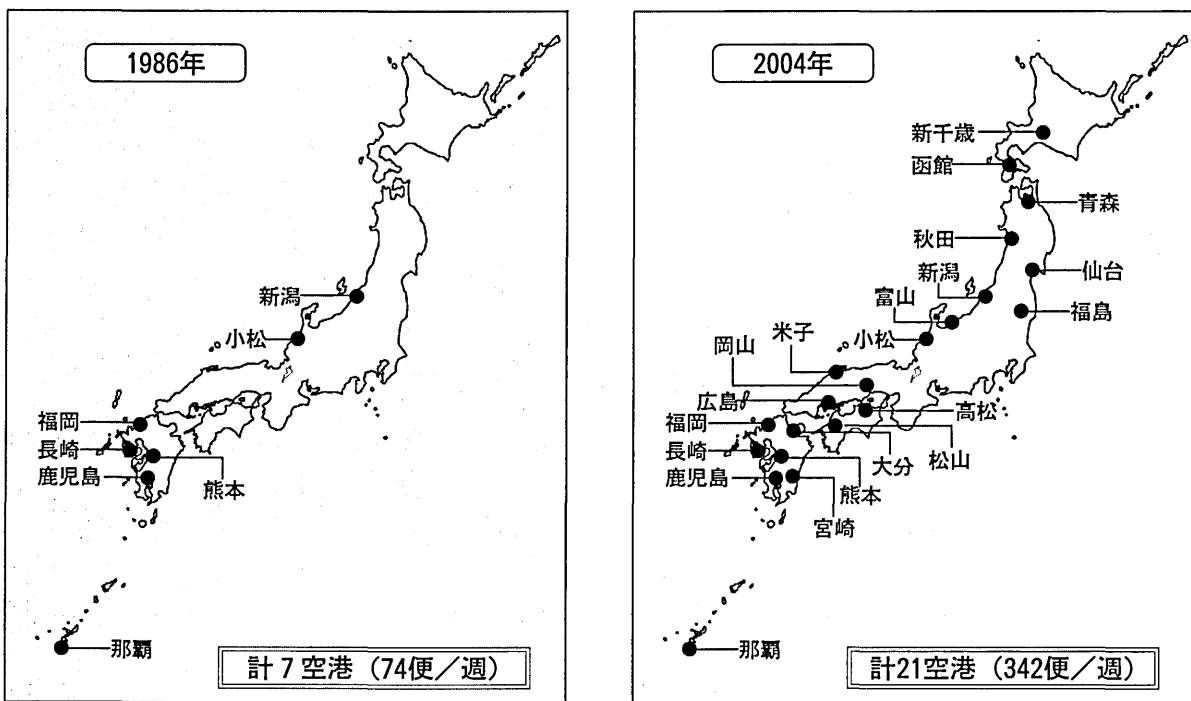 1986年
新潟
小松
福岡
長崎
鹿児島
熊本
那覇
計7空港（74便／週）
2004年
新千歳
函館
青森
秋田
仙台
新潟
富山
福島
米子
小松
岡山
広島
高松
福岡
長崎
大分
松山
鹿児島
熊本
宮崎
那覇
計21空港（342便／週）